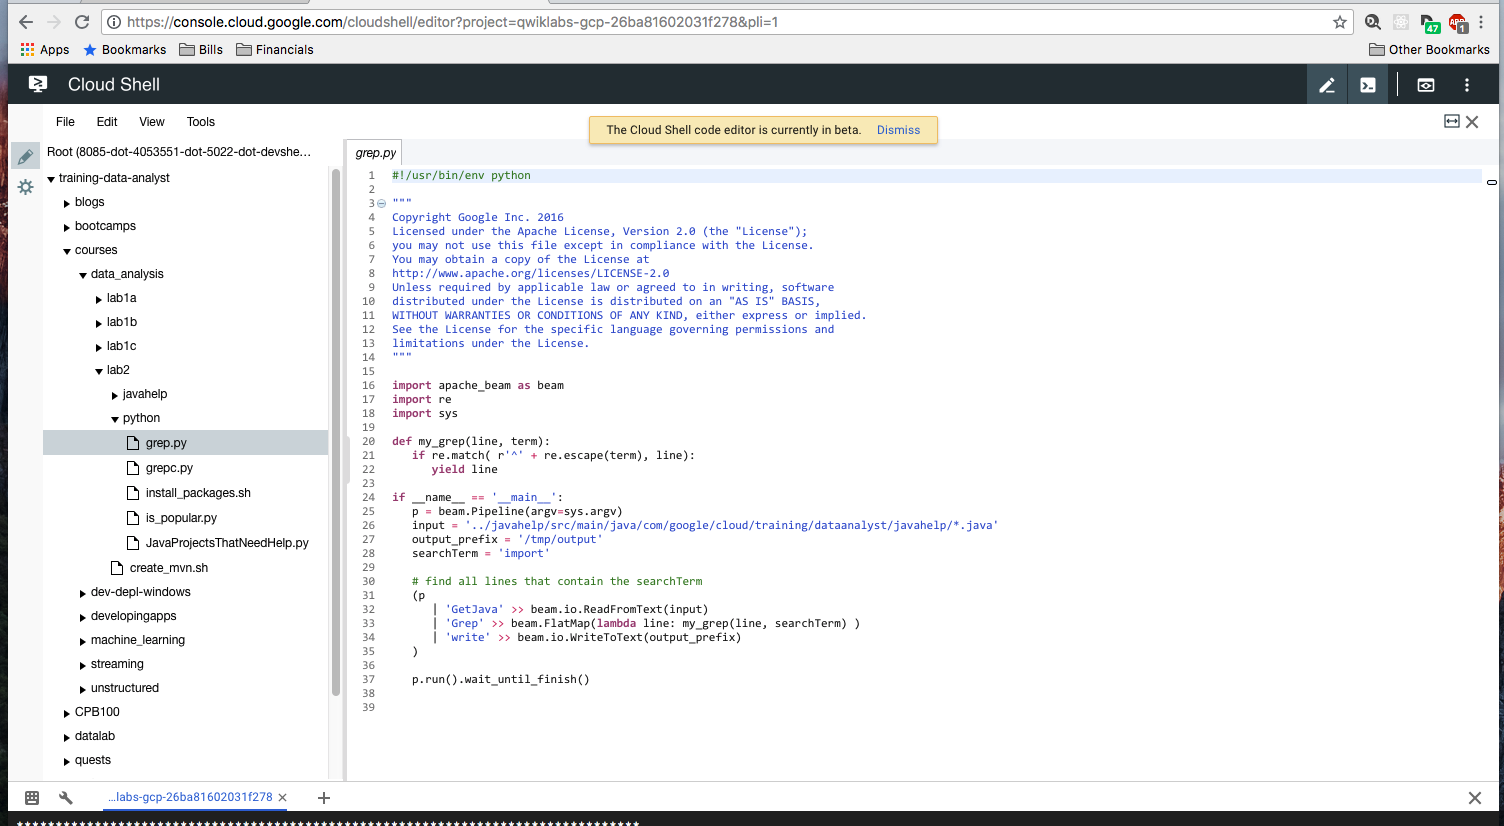 https://console.cloud.google.com/cloudshell/editor?project=qwiklabs-gcp-26ba81602031f278&pli=1
47
1
Apps Bookmarks Bills Financials Other Bookmarks
Cloud Shell
File Edit View Tools
The Cloud Shell code editor is currently in beta. Dismiss
Root (8085-dot-4053551-dot-5022-dot-devshe...
training-data-analyst
blogs
bootcamps
courses
data_analysis
lab1a
lab1b
lab1c
lab2
javahelp
python
grep.py
grepc.py
install_packages.sh
is_popular.py
JavaProjectsThatNeedHelp.py
create_mvn.sh
dev-depl-windows
developingapps
machine_learning
streaming
unstructured
CPB100
datalab
quests
grep.py
1 #!/usr/bin/env python
2
3 """
4 Copyright Google Inc. 2016
5 Licensed under the Apache License, Version 2.0 (the "License");
6 you may not use this file except in compliance with the License.
7 You may obtain a copy of the License at
8 http://www.apache.org/licenses/LICENSE-2.0
9 Unless required by applicable law or agreed to in writing, software
10 distributed under the License is distributed on an "AS IS" BASIS,
11 WITHOUT WARRANTIES OR CONDITIONS OF ANY KIND, either express or implied.
12 See the License for the specific language governing permissions and
13 limitations under the License.
14 """
15
16 import apache_beam as beam
17 import re
18 import sys
19
20 def my_grep(line, term):
21    if re.match( r'^' + re.escape(term), line):
22       yield line
23
24 if __name__ == '__main__':
25    p = beam.Pipeline(argv=sys.argv)
26    input = '../javahelp/src/main/java/com/google/cloud/training/dataanalyst/javahelp/*.java'
27    output_prefix = '/tmp/output'
28    searchTerm = 'import'
29
30    # find all lines that contain the searchTerm
31    (p
32       | 'GetJava' >> beam.io.ReadFromText(input)
33       | 'Grep' >> beam.FlatMap(lambda line: my_grep(line, searchTerm) )
34       | 'write' >> beam.io.WriteToText(output_prefix)
35    )
36
37    p.run().wait_until_finish()
38
39
...labs-gcp-26ba81602031f278